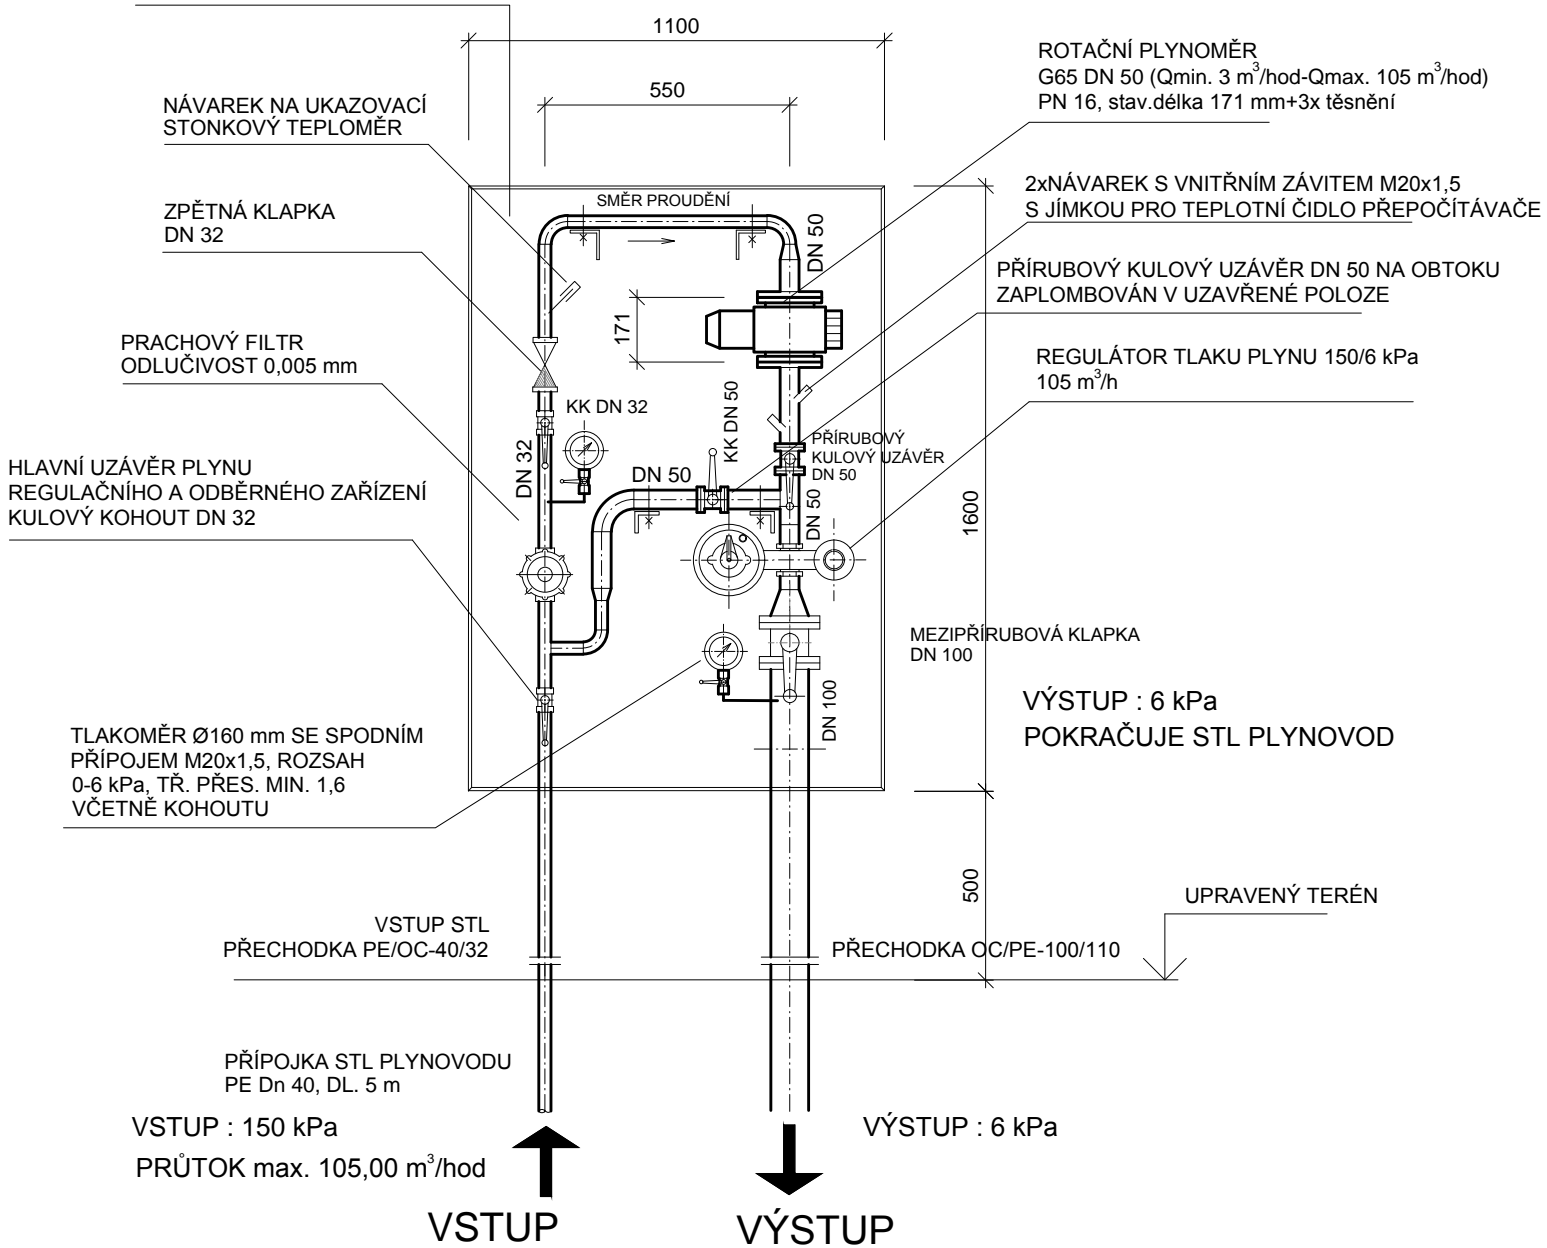 1100
550
ROTAČNÍ PLYNOMĚR
G65 DN 50 (Qmin. 3 m³/hod-Qmax. 105 m³/hod)
PN 16, stav.délka 171 mm+3x těsnění
NÁVAREK NA UKAZOVACÍ
STONKOVÝ TEPLOMĚR
2xNÁVAREK S VNITŘNÍM ZÁVITEM M20x1,5
S JÍMKOU PRO TEPLOTNÍ ČIDLO PŘEPOČÍTÁVAČE
SMĚR PROUDĚNÍ
ZPĚTNÁ KLAPKA
DN 32
DN 50
PŘÍRUBOVÝ KULOVÝ UZÁVĚR DN 50 NA OBTOKU
ZAPLOMBOVÁN V UZAVŘENÉ POLOZE
171
PRACHOVÝ FILTR
ODLUČIVOST 0,005 mm
REGULÁTOR TLAKU PLYNU 150/6 kPa
105 m³/h
KK DN 32
KK DN 50
PŘÍRUBOVÝ
KULOVÝ UZÁVĚR
DN 50
HLAVNÍ UZÁVĚR PLYNU
REGULAČNÍHO A ODBĚRNÉHO ZAŘÍZENÍ
KULOVÝ KOHOUT DN 32
DN 32
DN 50
DN 50
1600
MEZIPŘÍRUBOVÁ KLAPKA
DN 100
DN 100
VÝSTUP : 6 kPa
POKRAČUJE STL PLYNOVOD
TLAKOMĚR Ø160 mm SE SPODNÍM
PŘÍPOJEM M20x1,5, ROZSAH
0-6 kPa, TŘ. PŘES. MIN. 1,6
VČETNĚ KOHOUTU
500
UPRAVENÝ TERÉN
VSTUP STL
PŘECHODKA PE/OC-40/32
PŘECHODKA OC/PE-100/110
PŘÍPOJKA STL PLYNOVODU
PE Dn 40, DL. 5 m
VSTUP : 150 kPa
VÝSTUP : 6 kPa
PRŮTOK max. 105,00 m³/hod
VSTUP
VÝSTUP